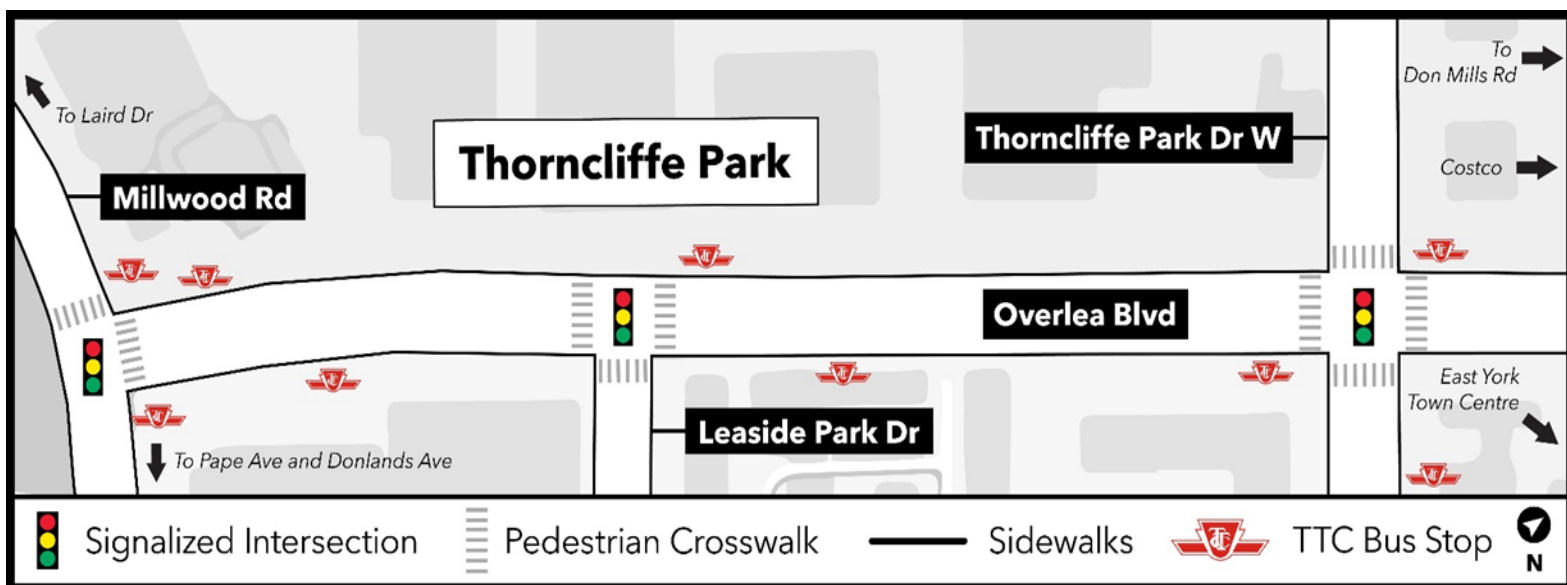 To Laird Dr
Millwood Rd
Thorncliffe Park
Thorncliffe Park Dr W
To
Don Mills Rd
Costco
Overlea Blvd
Leaside Park Dr
To Pape Ave and Donlands Ave
East York
Town Centre
Signalized Intersection
Pedestrian Crosswalk
Sidewalks
TTC Bus Stop
N